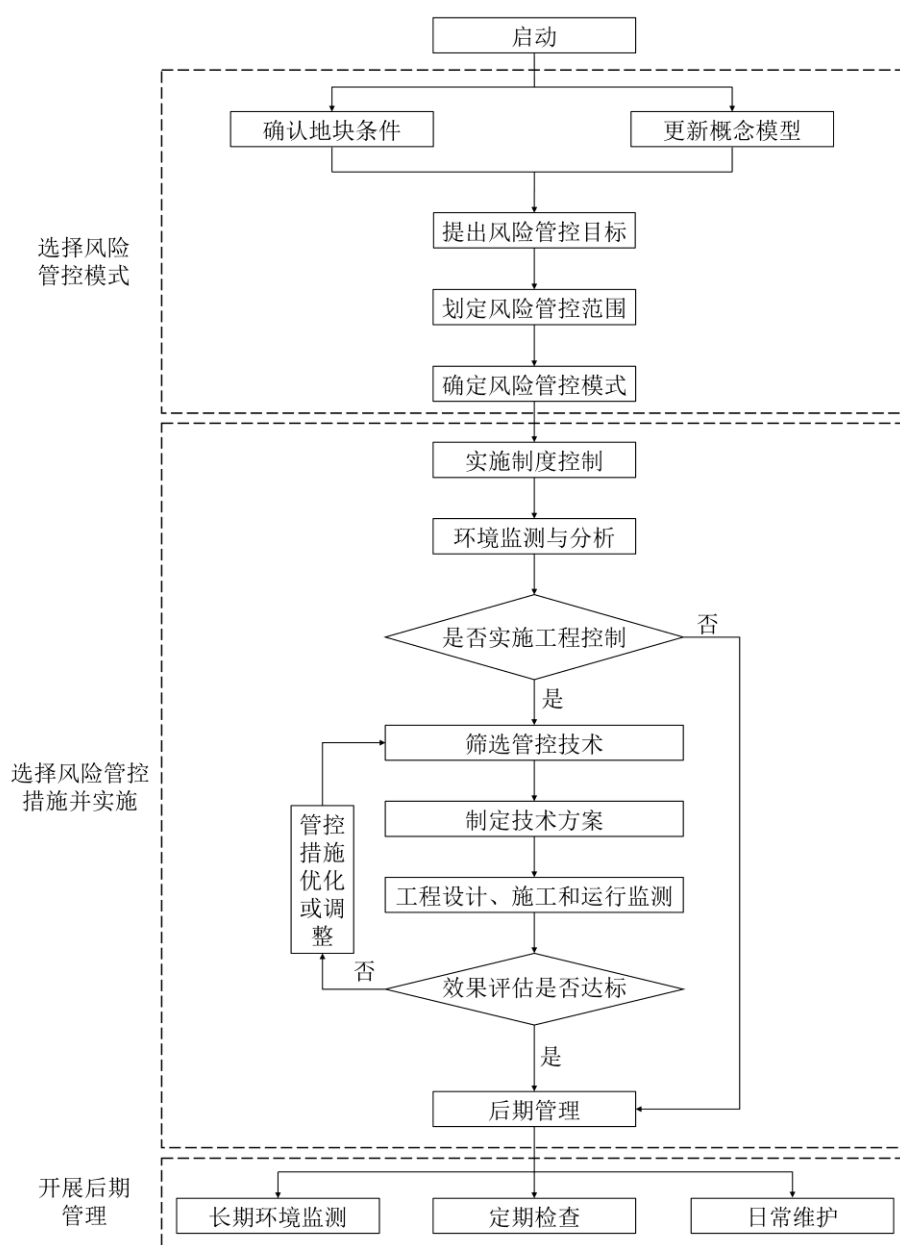 启动
确认地块条件
更新概念模型
选择风险
管控模式
提出风险管控目标
划定风险管控范围
确定风险管控模式
实施制度控制
环境监测与分析
是否实施工程控制
否
是
选择风险管控
措施并实施
筛选管控技术
制定技术方案
管控
措施
优化
或调
整
工程设计、施工和运行监测
否
效果评估是否达标
是
后期管理
开展后期
管理
长期环境监测
定期检查
日常维护